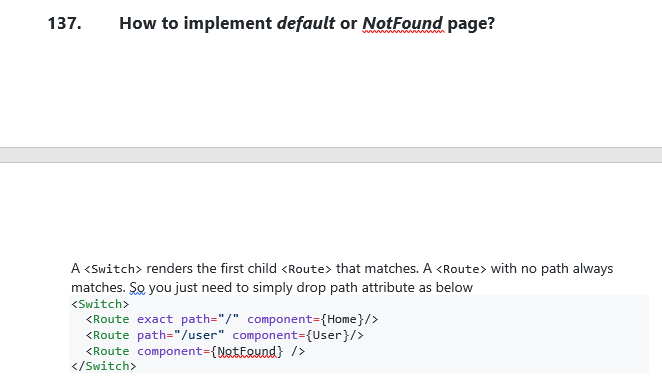 137. How to implement default or NotFound page?
A <Switch> renders the first child <Route> that matches. A <Route> with no path always
matches. So you just need to simply drop path attribute as below
<Switch>
  <Route exact path="/" component={Home}/>
  <Route path="/user" component={User}/>
  <Route component={NotFound} />
</Switch>